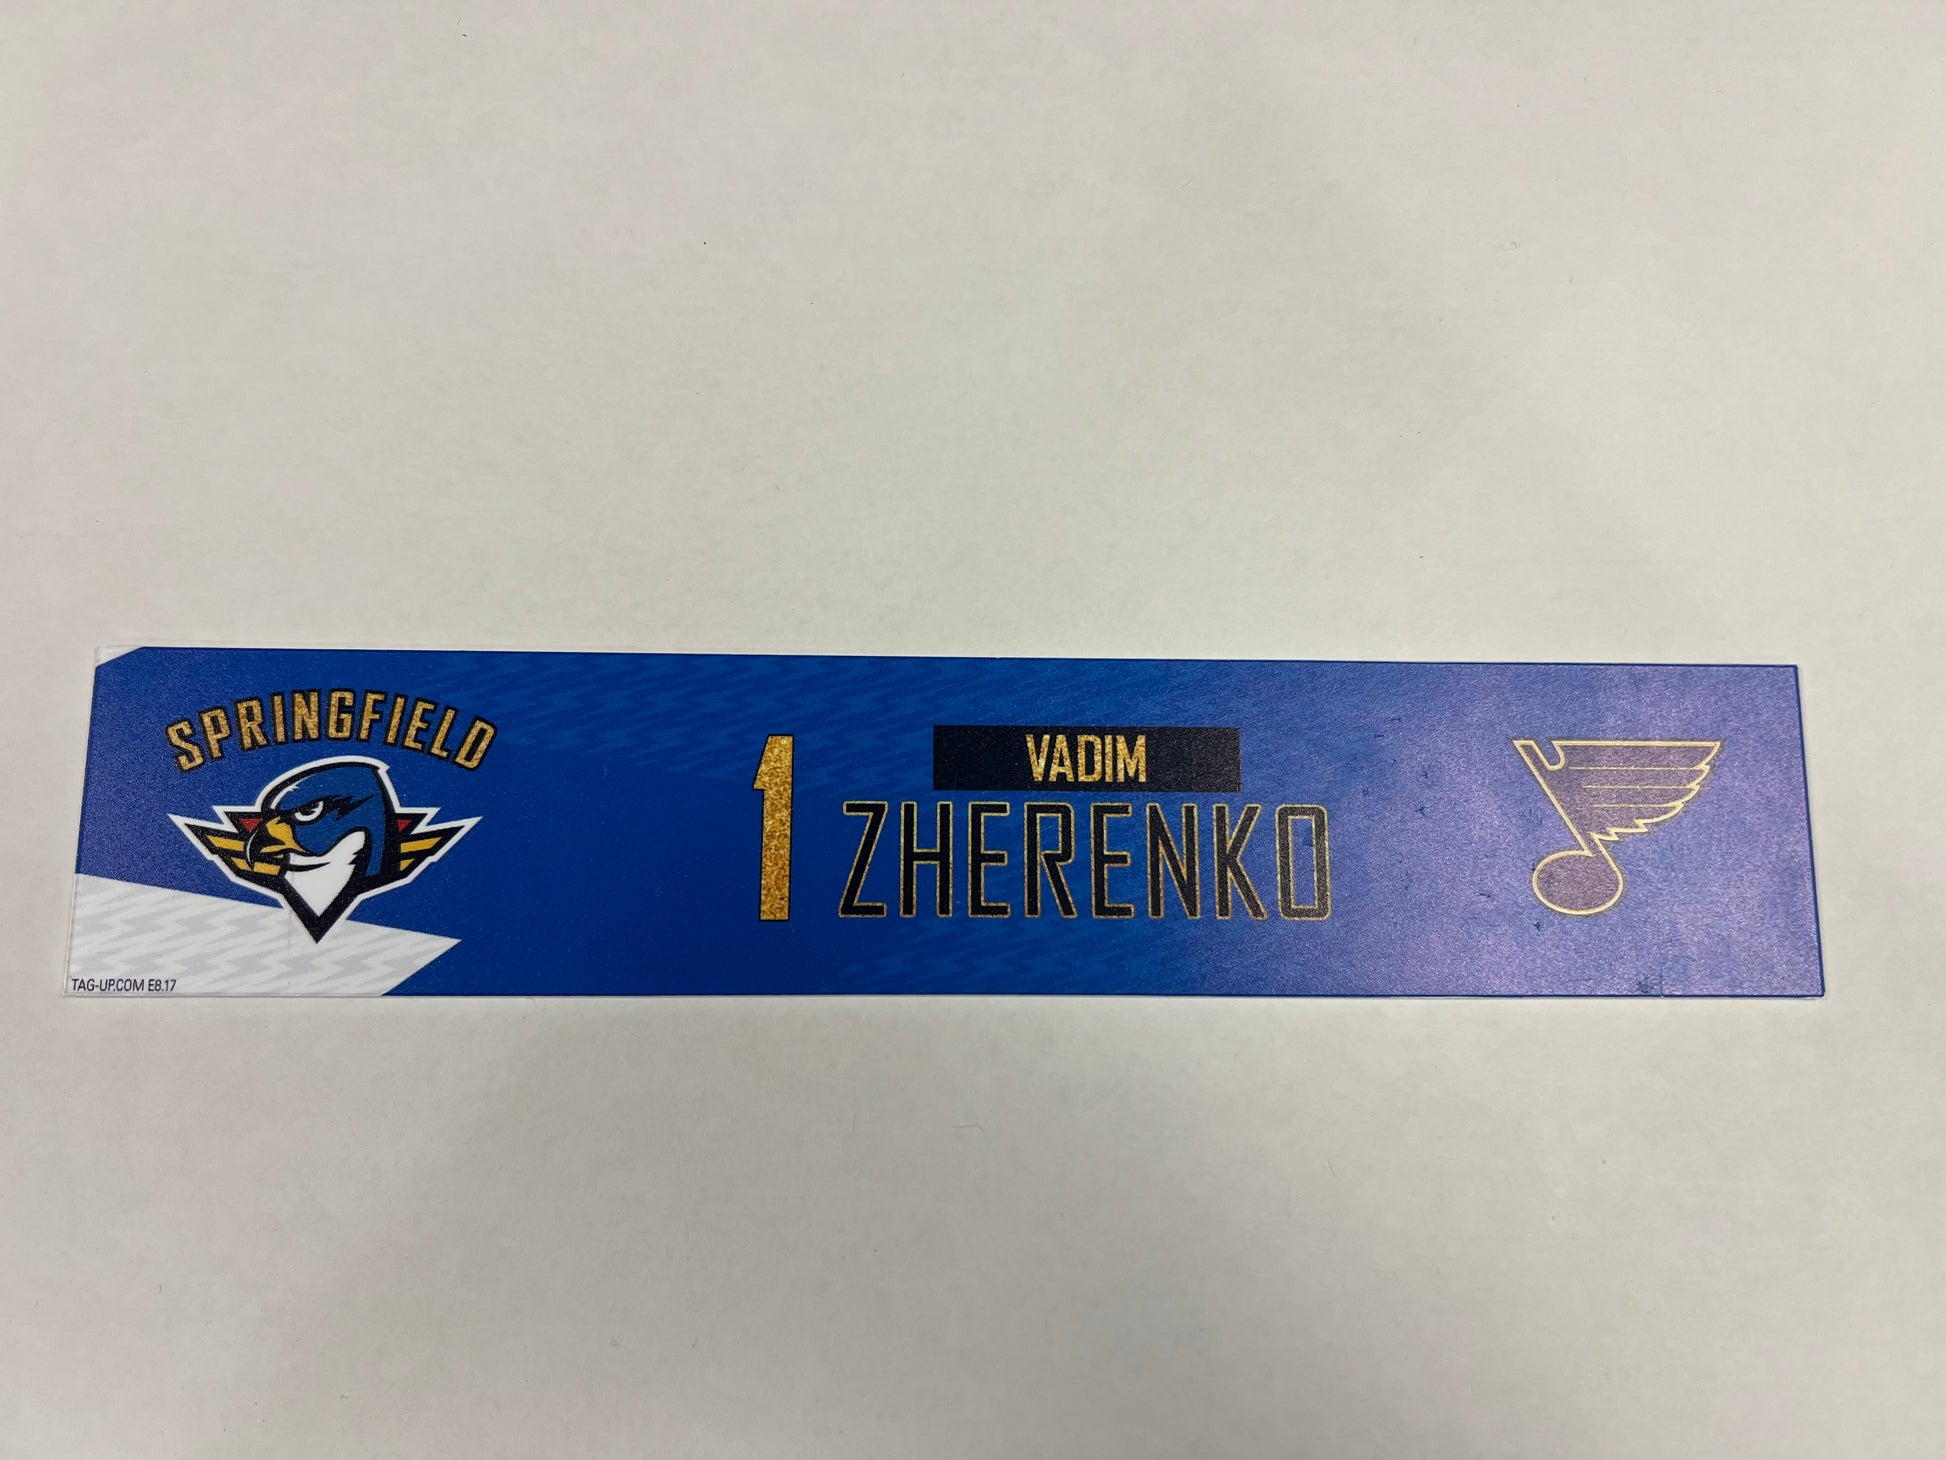 SPRINGFIELD
1
VADIM
ZHERENKO
TAG-UP.COM E8.17